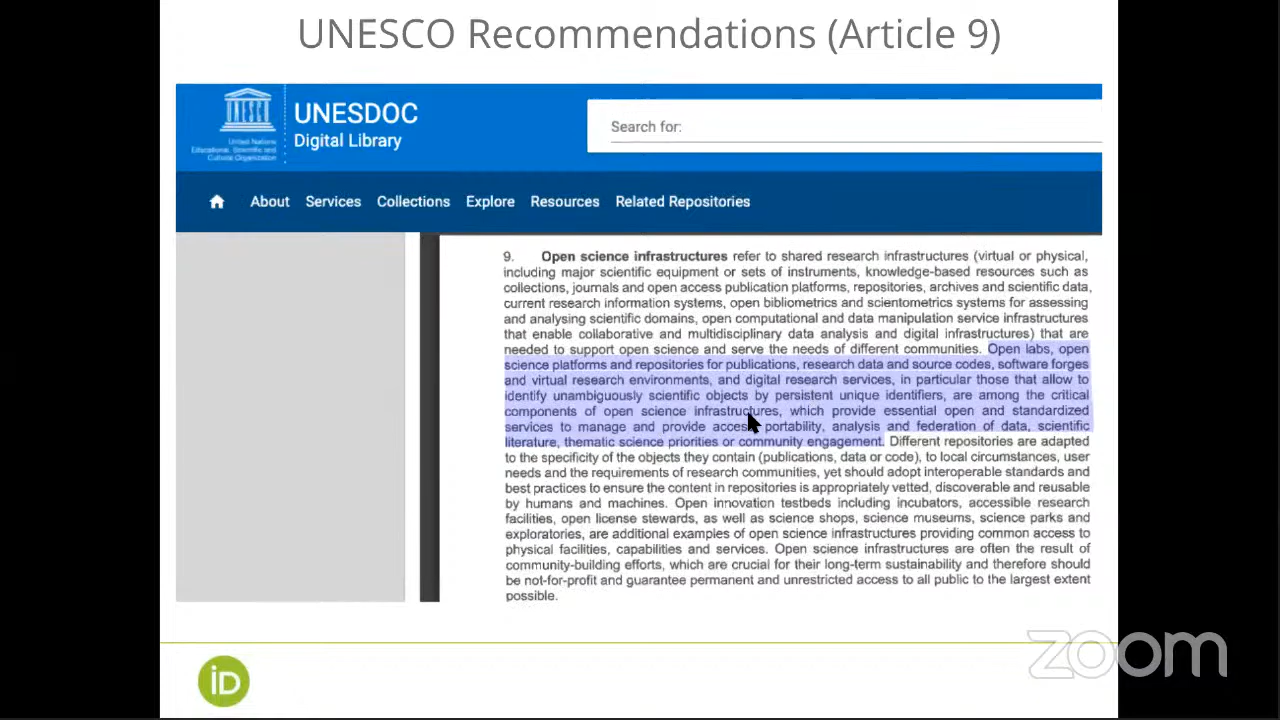 UNESCO Recommendations (Article 9)
UNESCO
United Nations
Educational, Scientific and
Cultural Organization
UNESDOC
Digital Library
Search for:
About Services Collections Explore Resources Related Repositories
9. Open science infrastructures refer to shared research infrastructures (virtual or physical,
including major scientific equipment or sets of instruments, knowledge-based resources such as
collections, journals and open access publication platforms, repositories, archives and scientific data,
current research information systems, open bibliometrics and scientometrics systems for assessing
and analysing scientific domains, open computational and data manipulation service infrastructures
that enable collaborative and multidisciplinary data analysis and digital infrastructures) that are
needed to support open science and serve the needs of different communities. Open labs, open
science platforms and repositories for publications, research data and source codes, software forges
and virtual research environments, and digital research services, in particular those that allow to
identify unambiguously scientific objects by persistent unique identifiers, are among the critical
components of open science infrastructures, which provide essential open and standardized
services to manage and provide access, portability, analysis and federation of data, scientific
literature, thematic science priorities or community engagement. Different repositories are adapted
to the specificity of the objects they contain (publications, data or code), to local circumstances, user
needs and the requirements of research communities, yet should adopt interoperable standards and
best practices to ensure the content in repositories is appropriately vetted, discoverable and reusable
by humans and machines. Open innovation testbeds including incubators, accessible research
facilities, open license stewards, as well as science shops, science museums, science parks and
exploratories, are additional examples of open science infrastructures providing common access to
physical facilities, capabilities and services. Open science infrastructures are often the result of
community-building efforts, which are crucial for their long-term sustainability and therefore should
be not-for-profit and guarantee permanent and unrestricted access to all public to the largest extent
possible.
iD
zoom